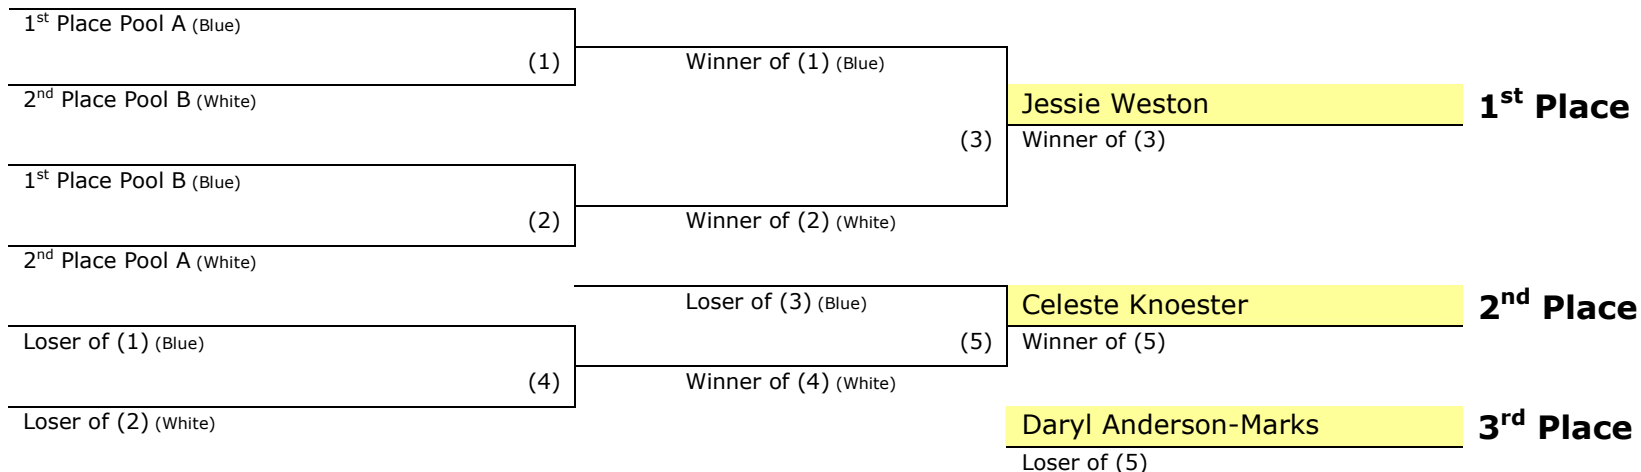 1st Place Pool A (Blue)
(1)
Winner of (1) (Blue)
2nd Place Pool B (White)
Jessie Weston
1st Place
(3)
Winner of (3)
1st Place Pool B (Blue)
(2)
Winner of (2) (White)
2nd Place Pool A (White)
Loser of (3) (Blue)
Celeste Knoester
2nd Place
Loser of (1) (Blue)
(5)
Winner of (5)
(4)
Winner of (4) (White)
Loser of (2) (White)
Daryl Anderson-Marks
3rd Place
Loser of (5)